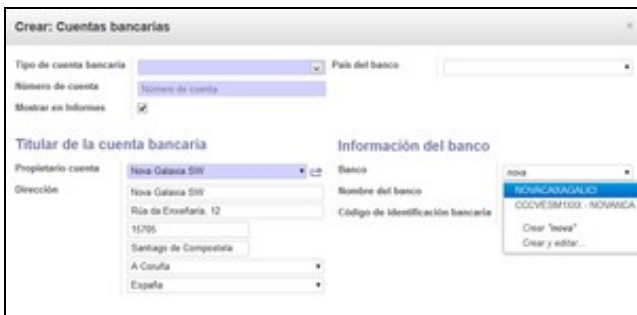 Crear: Cuentas bancarias
Tipo de cuenta bancaria
País del banco
Número de cuenta
Número de cuenta
Mostrar en Informes
Titular de la cuenta bancaria
Información del banco
Propietario cuenta
Nova Galaxia SW
Banco
nova
Dirección
Nova Galaxia SW
Nombre del banco
NOVACAIXAGALICI
Rúa da Enxeñaría, 12
Código de identificación bancaria
CCCVESM1XXX - NOVANCA
15705
Crear "nova"
Santiago de Compostela
Crear y editar...
A Coruña
España